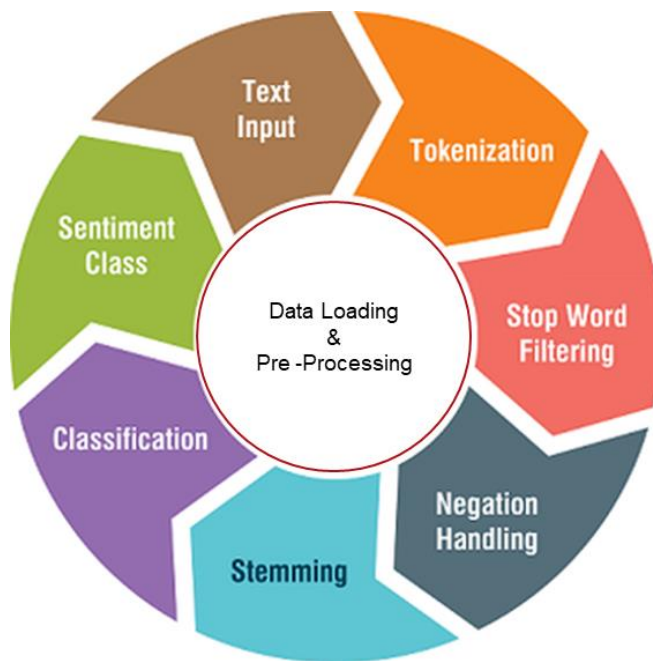 Text
Input
Tokenization
Stop Word
Filtering
Negation
Handling
Stemming
Classification
Sentiment
Class
Data Loading
&
Pre -Processing